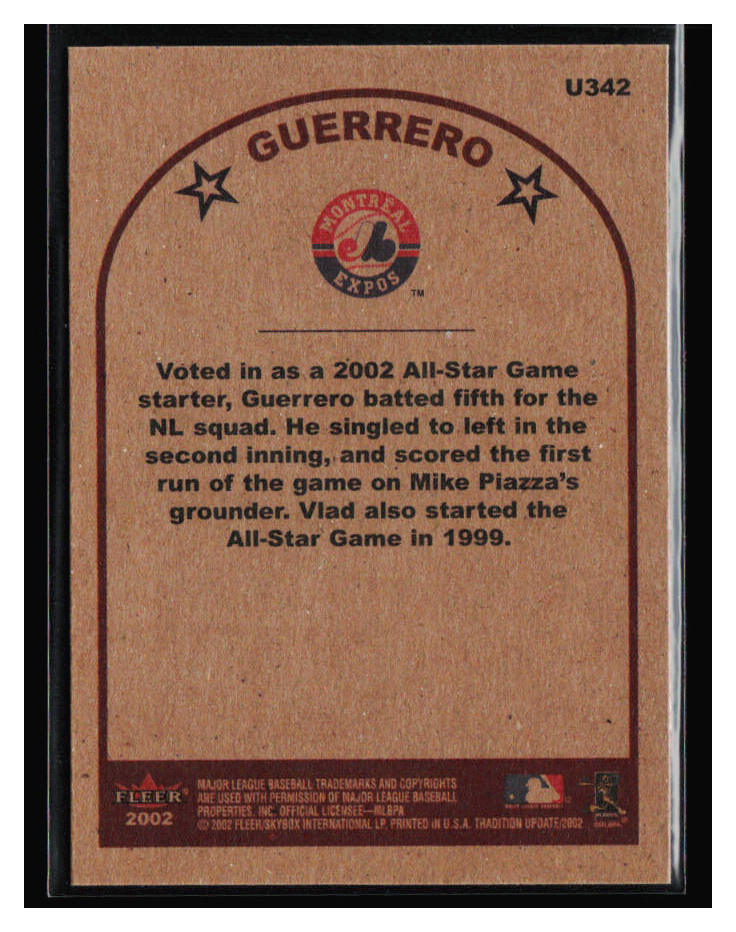 U342
GUERRERO
MONTRÉAL
EXPOS
TM
Voted in as a 2002 All-Star Game
starter, Guerrero batted fifth for the
NL squad. He singled to left in the
second inning, and scored the first
run of the game on Mike Piazza's
grounder. Vlad also started the
All-Star Game in 1999.
FLEER®
2002
MAJOR LEAGUE BASEBALL TRADEMARKS AND COPYRIGHTS
ARE USED WITH PERMISSION OF MAJOR LEAGUE BASEBALL
PROPERTIES, INC. OFFICIAL LICENSEE—MLBPA
© 2002 FLEER/SKYBOX INTERNATIONAL LP. PRINTED IN U.S.A. TRADITION UPDATE/2002